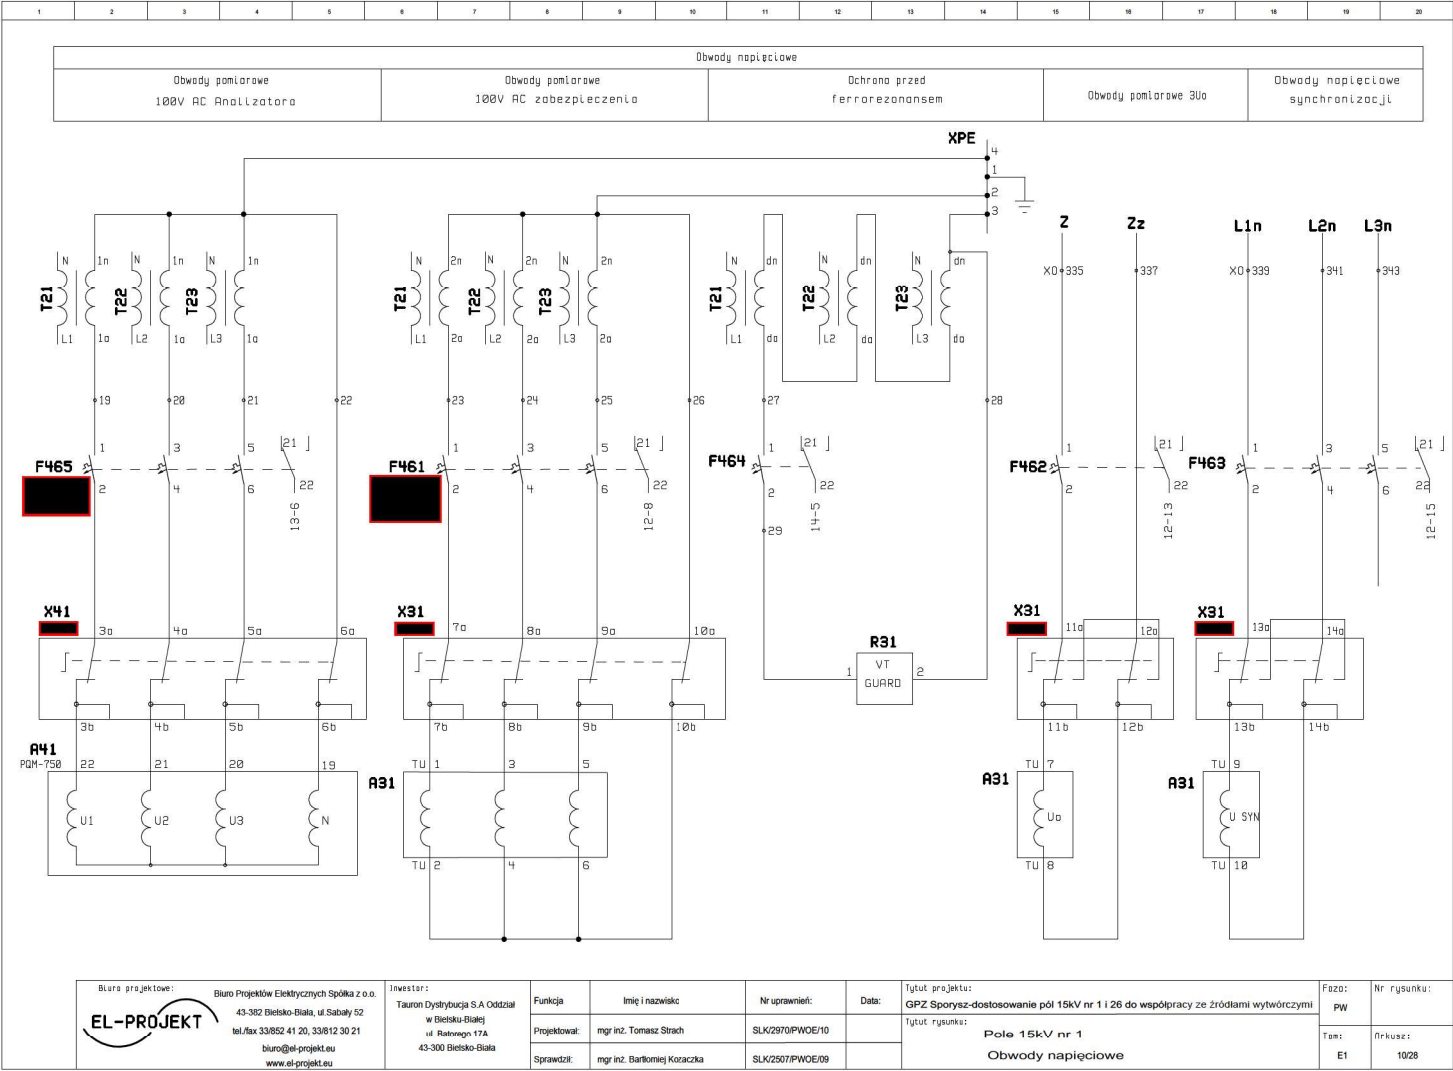 1 2 3 4 5 6 7 8 9 10 11 12 13 14 15 16 17 18 19 20
Obwody napięciowe
Obwody pomiarowe
100V AC Analizatora
Obwody pomiarowe
100V AC zabezpieczenia
Ochrona przed
ferrorezonansem
Obwody pomiarowe 3Uo
Obwody napięciowe
synchronizacji
XPE
4
1
2
3
Z Zz L1n L2n L3n
N 1n N 1n N 1n N 2n N 2n N 2n N dn N dn N dn
XO 335 337 XO 339 341 343
T21 T22 T23 T21 T22 T23 T21 T22 T23
L1 1a L2 1a L3 1a L1 2a L2 2a L3 2a L1 da L2 da L3 da
19 20 21 22 23 24 25 26 27 28
1 3 5 21 1 3 5 21 1 21 1 21 1 3 5 21
F465 F461 F464 F462 F463
2 4 6 22 2 4 6 22 2 22 2 22 2 4 6 22
13-6 12-8 14-5 12-13 12-15
29
X41 X31 X31 X31
3a 4a 5a 6a 7a 8a 9a 10a 11a 12a 13a 14a
R31
VT
GUARD
1 2
3b 4b 5b 6b 7b 8b 9b 10b 11b 12b 13b 14b
A41
PQM-750 22 21 20 19
A31 TU 1 3 5
A31 TU 7
A31 TU 9
U1 U2 U3 N
Uo
U SYN
TU 2 4 6
TU 8
TU 10
Biuro projektowe:
EL-PROJEKT
Biuro Projektów Elektrycznych Spółka z o.o.
43-382 Bielsko-Biała, ul.Sabały 52
tel./fax 33/852 41 20, 33/812 30 21
biuro@el-projekt.eu
www.el-projekt.eu
Inwestor:
Tauron Dystrybucja S.A Oddział
w Bielsku-Białej
ul. Batorego 17A
43-300 Bielsko-Biała
Funkcja Imię i nazwisko Nr uprawnień: Data:
Projektował: mgr inż. Tomasz Strach SLK/2970/PWOE/10
Sprawdził: mgr inż. Bartłomiej Kozaczka SLK/2507/PWOE/09
Tytuł projektu:
GPZ Sporysz-dostosowanie pól 15kV nr 1 i 26 do współpracy ze źródłami wytwórczymi
Tytuł rysunku:
Pole 15kV nr 1
Obwody napięciowe
Faza:
PW
Tom:
E1
Nr rysunku:
Arkusz:
10/28